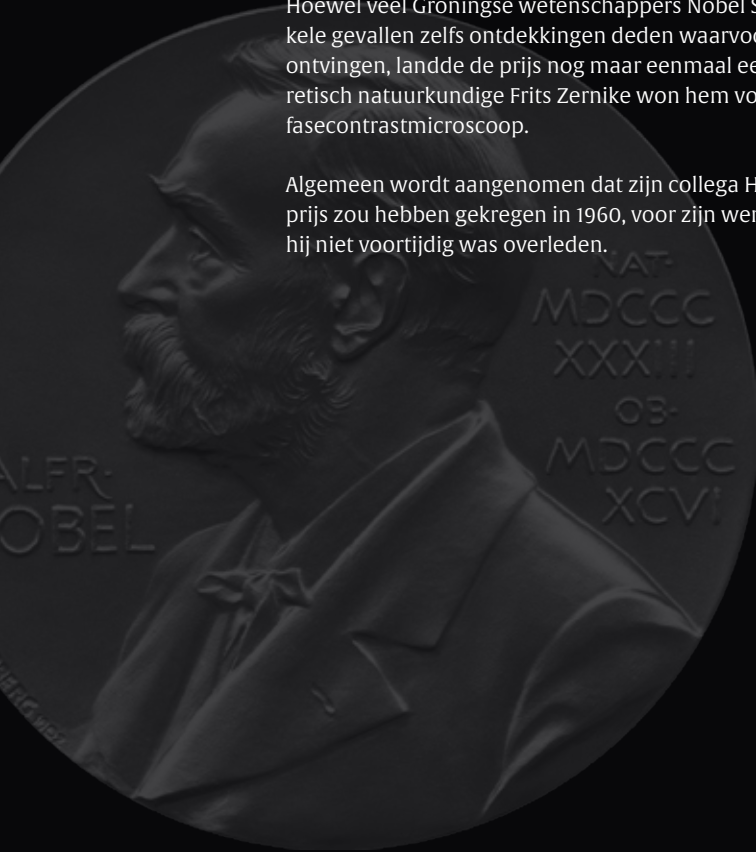 Hoewel veel Groningse wetenschappers Nobel
kele gevallen zelfs ontdekkingen deden
ontvingen, landde de prijs nog maar eenmaal
retisch natuurkundige Frits Zernike won hem
fasecontrastmicroscoop.
Algemeen wordt aangenomen dat zijn collega
prijs zou hebben gekregen in 1960, voor zijn
hij niet voortijdig was overleden.
NAT·
MDCCC
XXXIII
OB·
MDCCC
XCVI
ALFR·
NOBEL